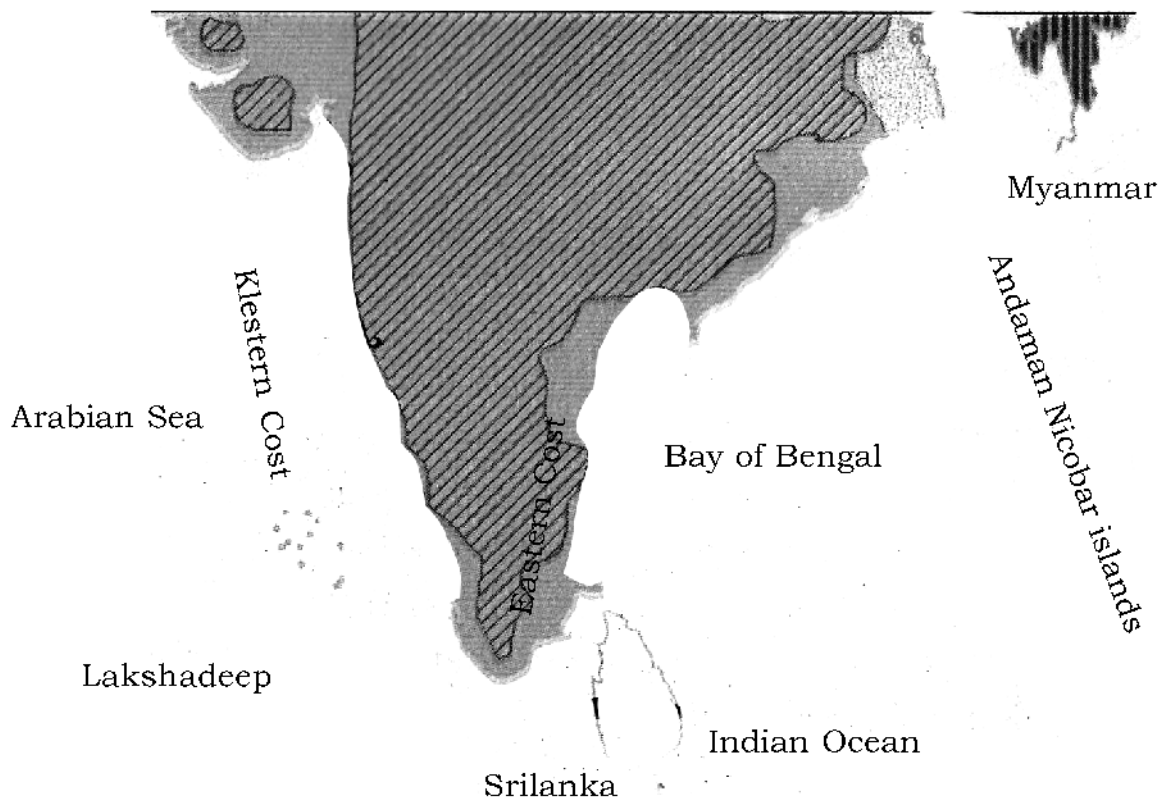 Myanmar
Klestern Cost
Andaman Nicobar islands
Arabian Sea
Eastern Cost
Bay of Bengal
Lakshadeep
Indian Ocean
Srilanka